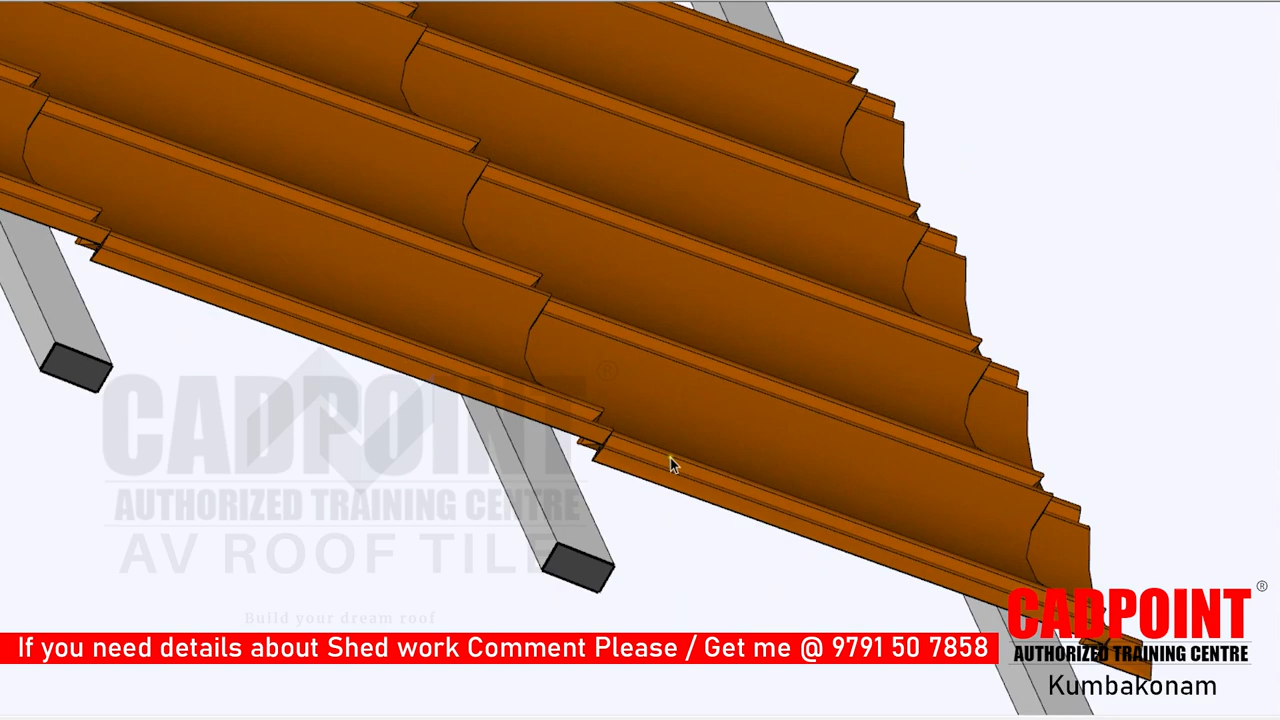 CADPOINT ®
AUTHORIZED TRAINING CENTRE
AV ROOF TILE
Build your dream roof
If you need details about Shed work Comment Please / Get me @ 9791 50 7858
CADPOINT ®
AUTHORIZED TRAINING CENTRE
Kumbakonam